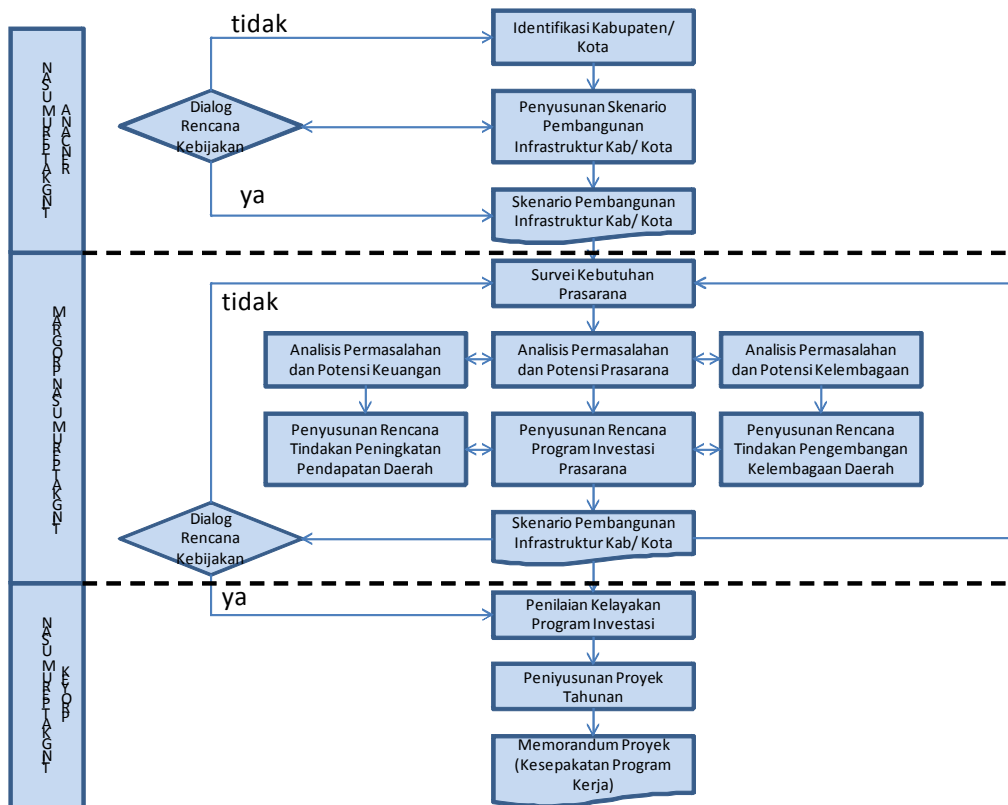 tidak
Identifikasi Kabupaten/
Kota
TINGKAT PERUMUSAN
RENCANA
Dialog
Rencana
Kebijakan
Penyusunan Skenario
Pembangunan
Infrastruktur Kab/ Kota
ya
Skenario Pembangunan
Infrastruktur Kab/ Kota
TINGKAT PERUMUSAN PROGRAM
Survei Kebutuhan
Prasarana
tidak
Analisis Permasalahan
dan Potensi Keuangan
Analisis Permasalahan
dan Potensi Prasarana
Analisis Permasalahan
dan Potensi Kelembagaan
Penyusunan Rencana
Tindakan Peningkatan
Pendapatan Daerah
Penyusunan Rencana
Program Investasi
Prasarana
Penyusunan Rencana
Tindakan Pengembangan
Kelembagaan Daerah
Dialog
Rencana
Kebijakan
Skenario Pembangunan
Infrastruktur Kab/ Kota
ya
TINGKAT PERUMUSAN
PROYEK
Penilaian Kelayakan
Program Investasi
Peniyusunan Proyek
Tahunan
Memorandum Proyek
(Kesepakatan Program
Kerja)